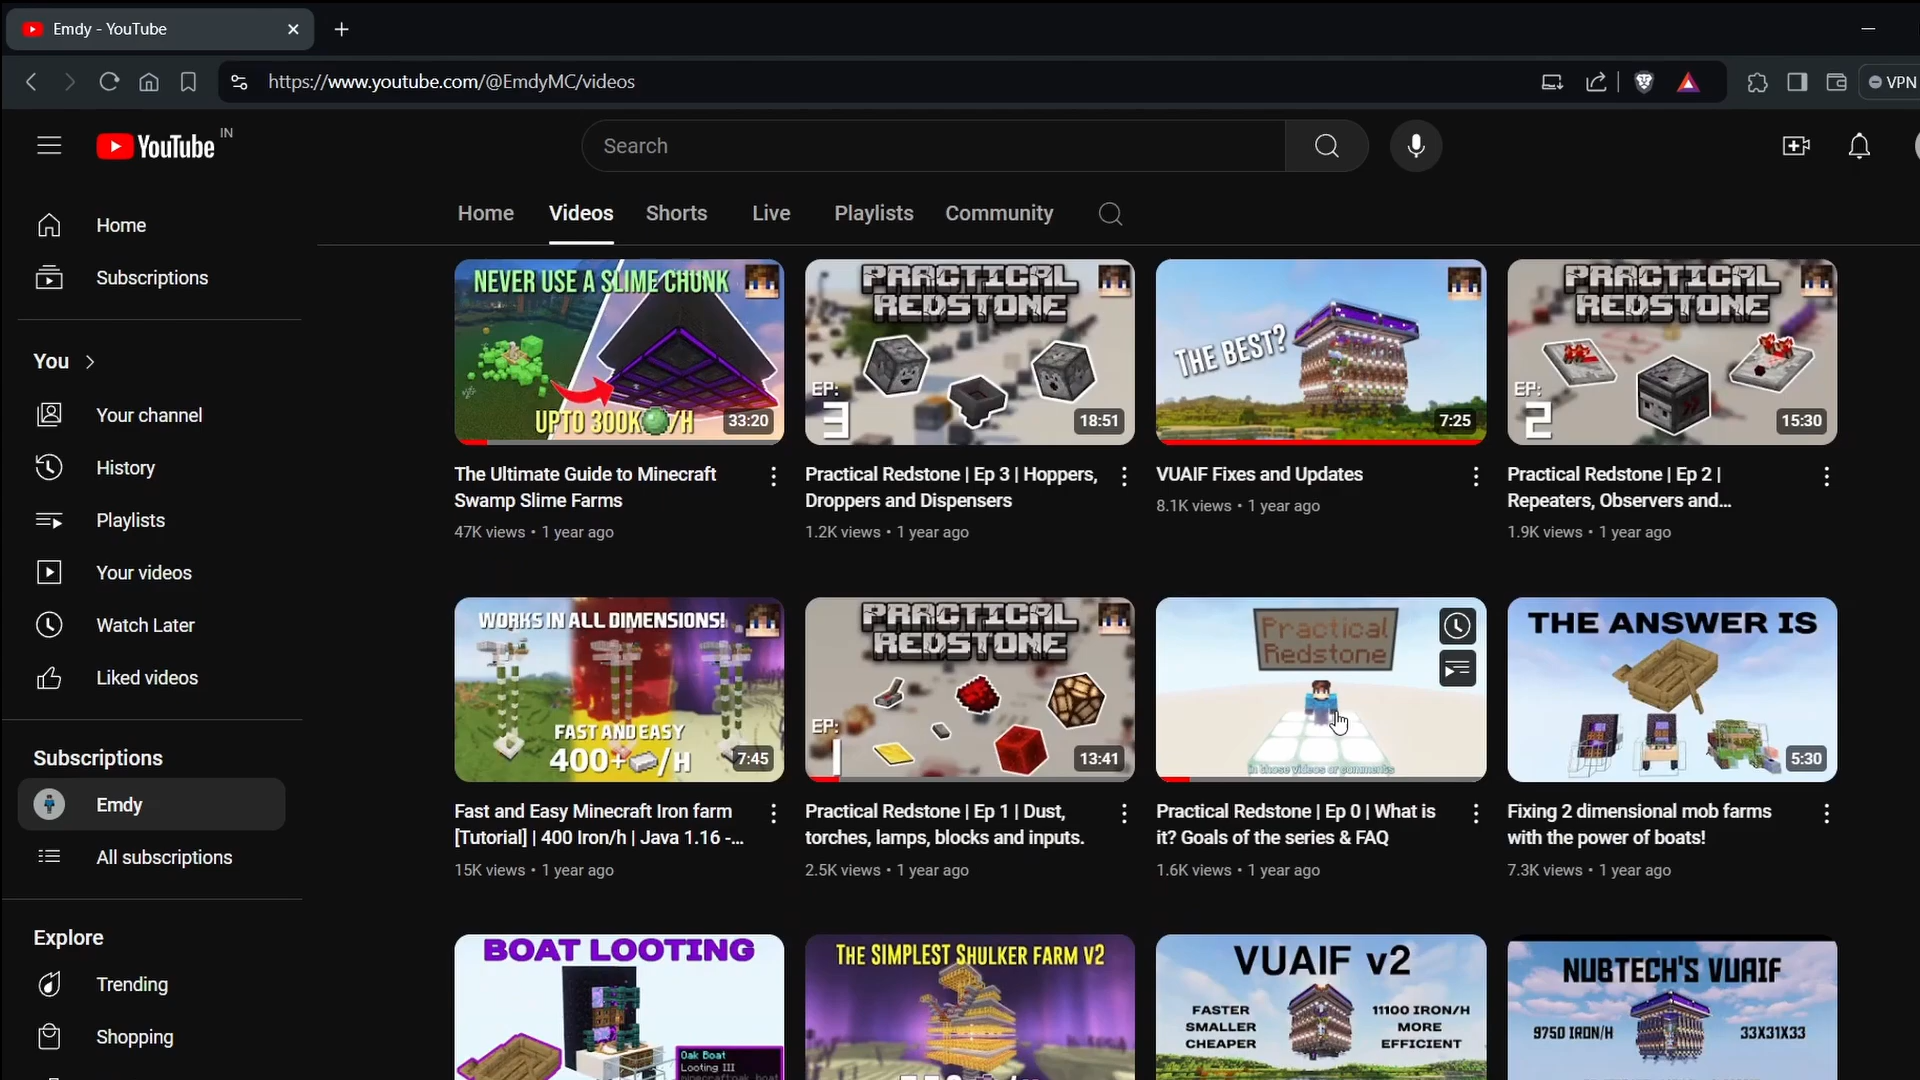 Emdy - YouTube
https://www.youtube.com/@EmdyMC/videos
VPN
YouTube IN
Search
Home Videos Shorts Live Playlists Community
Home
Subscriptions
You
Your channel
History
Playlists
Your videos
Watch Later
Liked videos
Subscriptions
Emdy
All subscriptions
Explore
Trending
Shopping
NEVER USE A SLIME CHUNK
UPTO 300K /H
33:20
The Ultimate Guide to Minecraft
Swamp Slime Farms
47K views • 1 year ago
PRACTICAL
REDSTONE
EP:
3
18:51
Practical Redstone | Ep 3 | Hoppers,
Droppers and Dispensers
1.2K views • 1 year ago
THE BEST?
7:25
VUAIF Fixes and Updates
8.1K views • 1 year ago
PRACTICAL
REDSTONE
EP:
2
15:30
Practical Redstone | Ep 2 |
Repeaters, Observers and...
1.9K views • 1 year ago
WORKS IN ALL DIMENSIONS!
FAST AND EASY
400+ /H
7:45
Fast and Easy Minecraft Iron farm
[Tutorial] | 400 Iron/h | Java 1.16 -...
15K views • 1 year ago
PRACTICAL
REDSTONE
EP:
1
13:41
Practical Redstone | Ep 1 | Dust,
torches, lamps, blocks and inputs.
2.5K views • 1 year ago
Practical
Redstone
in those videos or comments
Practical Redstone | Ep 0 | What is
it? Goals of the series & FAQ
1.6K views • 1 year ago
THE ANSWER IS
5:30
Fixing 2 dimensional mob farms
with the power of boats!
7.3K views • 1 year ago
BOAT LOOTING
Oak Boat
Looting III
minecraft:oak_boat
THE SIMPLEST SHULKER FARM V2
VUAIF v2
FASTER
SMALLER
CHEAPER
11100 IRON/H
MORE
EFFICIENT
NUBTECH'S VUAIF
9750 IRON/H
33X31X33